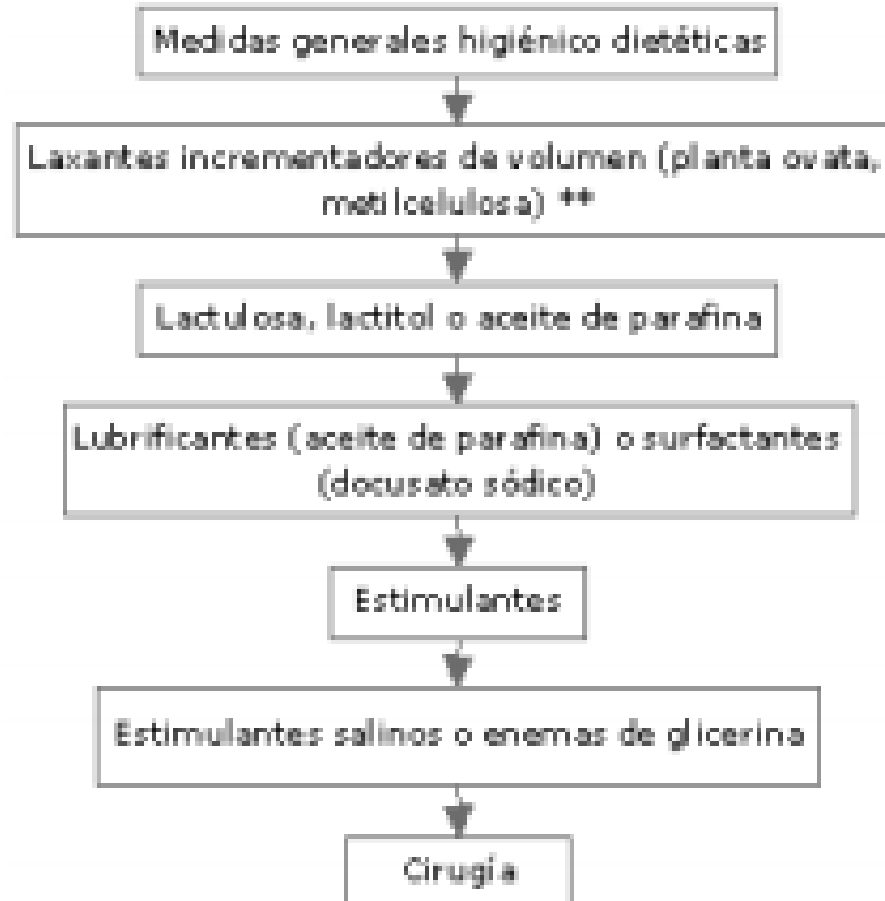 Medidas generales higiénico dietéticas
Laxantes incrementadores de volumen (planta ovata,
metilcelulosa) **
Lactulosa, lactitol o aceite de parafina
Lubrificantes (aceite de parafina) o surfactantes
(docusato sódico)
Estimulantes
Estimulantes salinos o enemas de glicerina
Cirugía